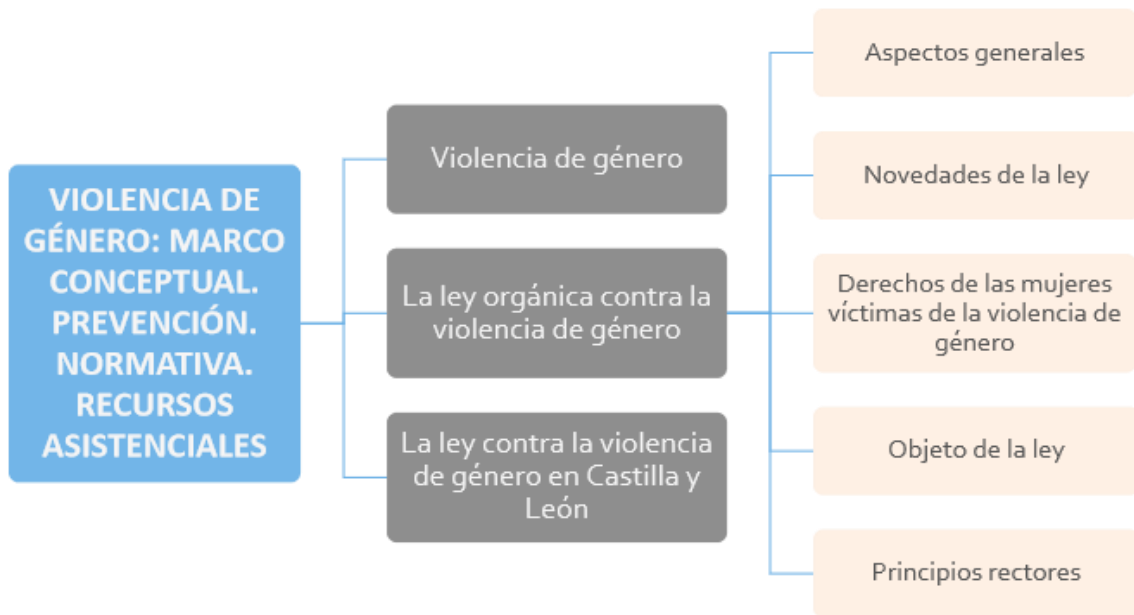 VIOLENCIA DE
GÉNERO: MARCO
CONCEPTUAL.
PREVENCIÓN.
NORMATIVA.
RECURSOS
ASISTENCIALES
Violencia de género
La ley orgánica contra la
violencia de género
La ley contra la violencia
de género en Castilla y
León
Aspectos generales
Novedades de la ley
Derechos de las mujeres
víctimas de la violencia de
género
Objeto de la ley
Principios rectores